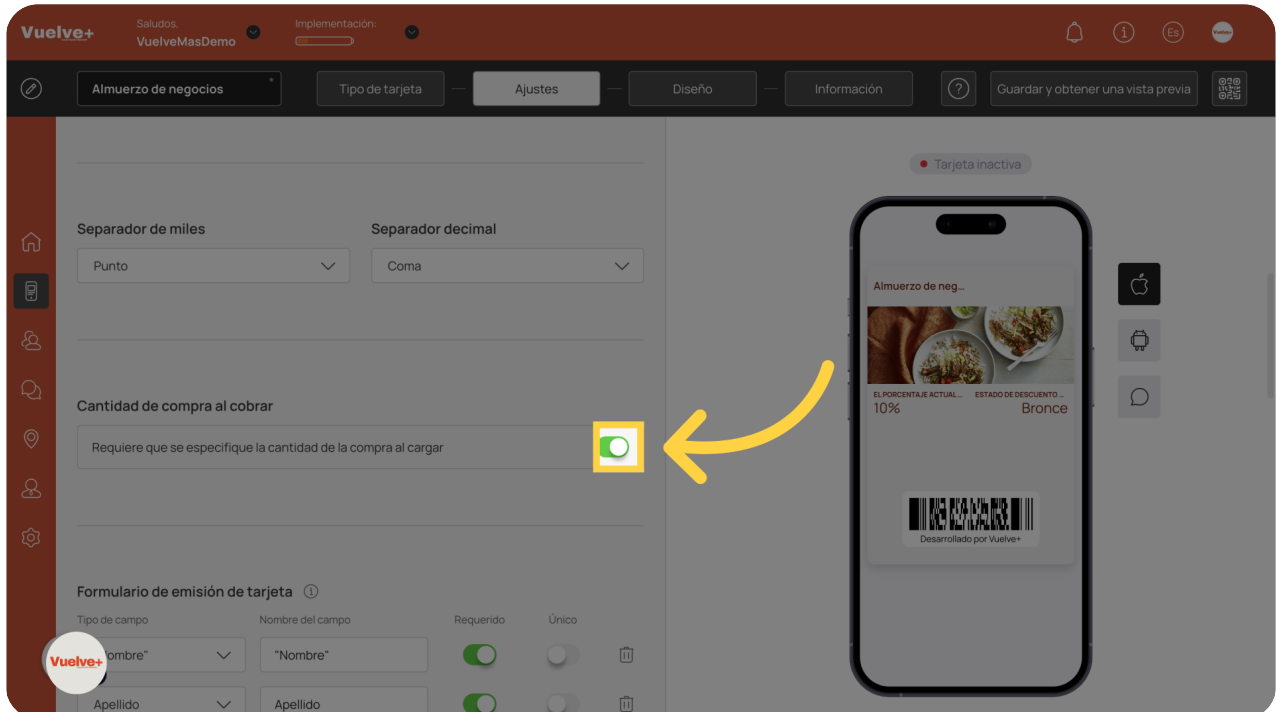 Vuelve+
Saludos,
VuelveMasDemo
Implementación:
Es
Vuelve+
Almuerzo de negocios *
Tipo de tarjeta
Ajustes
Diseño
Información
?
Guardar y obtener una vista previa
Tarjeta inactiva
Separador de miles
Separador decimal
Punto
Coma
Cantidad de compra al cobrar
Requiere que se especifique la cantidad de la compra al cargar
Formulario de emisión de tarjeta
Tipo de campo
Nombre del campo
Requerido
Único
ombre"
"Nombre"
Vuelve+
Apellido
Apellido
Almuerzo de neg...
EL PORCENTAJE ACTUAL ...
ESTADO DE DESCUENTO ...
10%
Bronce
Desarrollado por Vuelve+